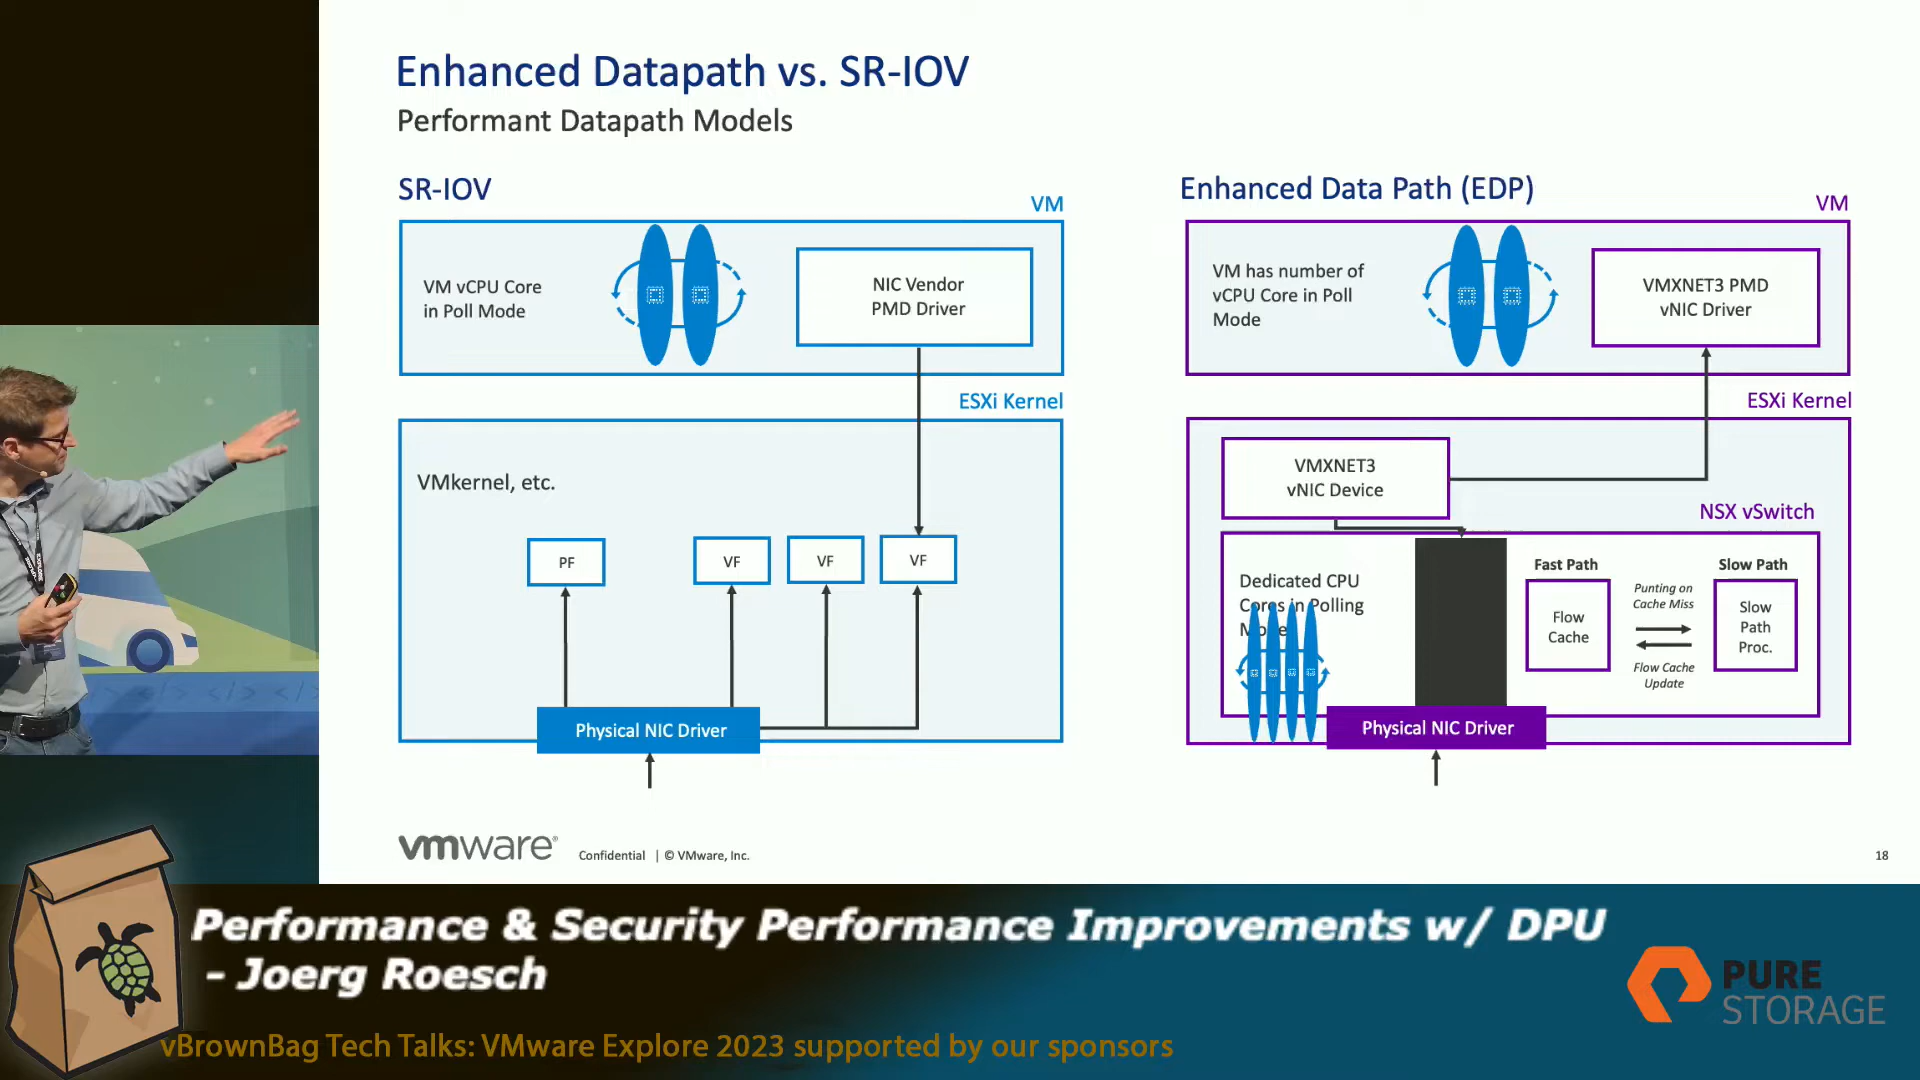 Enhanced Datapath vs. SR-IOV
Performant Datapath Models
SR-IOV
VM
VM vCPU Core
in Poll Mode
NIC Vendor
PMD Driver
ESXi Kernel
VMkernel, etc.
PF
VF
VF
VF
Physical NIC Driver
Enhanced Data Path (EDP)
VM
VM has number of
vCPU Core in Poll
Mode
VMXNET3 PMD
vNIC Driver
ESXi Kernel
VMXNET3
vNIC Device
NSX vSwitch
Dedicated CPU
Cores in Polling
Mode
Fast Path
Flow
Cache
Punting on
Cache Miss
Flow Cache
Update
Slow Path
Slow
Path
Proc.
Physical NIC Driver
vmware®
Confidential | © VMware, Inc.
18
Performance & Security Performance Improvements w/ DPU
- Joerg Roesch
PURE
STORAGE
vBrownBag Tech Talks: VMware Explore 2023 supported by our sponsors